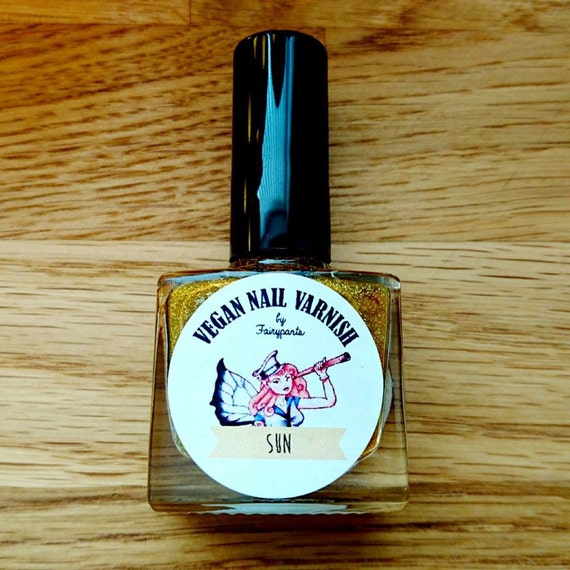 VEGAN NAIL VARNISH
by
Fairypants
SUN